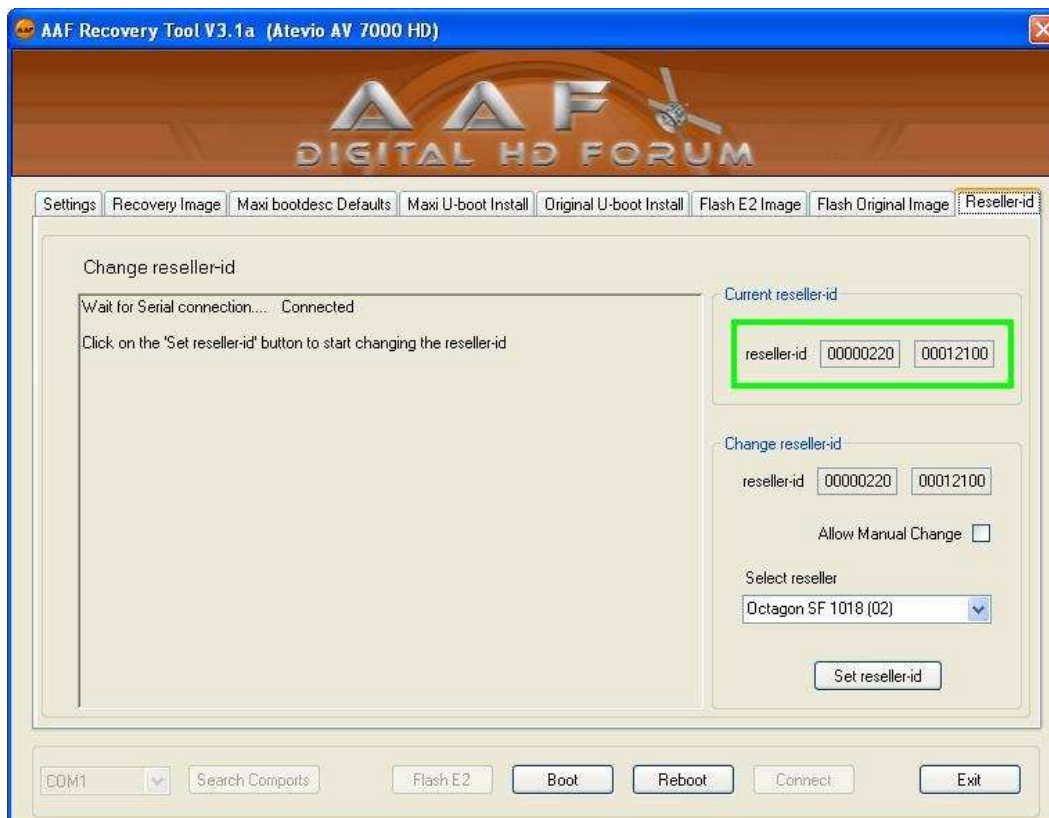 AAF Recovery Tool V3.1a (Atevio AV 7000 HD)
AAF
DIGITAL HD FORUM
Settings Recovery Image Maxi bootdesc Defaults Maxi U-boot Install Original U-boot Install Flash E2 Image Flash Original Image Reseller-id
Change reseller-id
Wait for Serial connection.... Connected
Click on the 'Set reseller-id' button to start changing the reseller-id
Current reseller-id
reseller-id 00000220 00012100
Change reseller-id
reseller-id 00000220 00012100
Allow Manual Change
Select reseller
Octagon SF 1018 (02)
Set reseller-id
COM1 Search Comports Flash E2 Boot Reboot Connect Exit